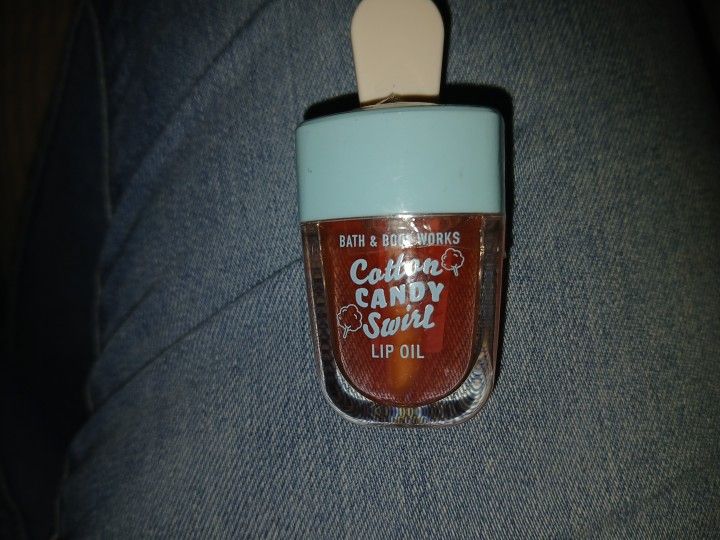 BATH & BODY WORKS
Cotton
CANDY
Swirl
LIP OIL